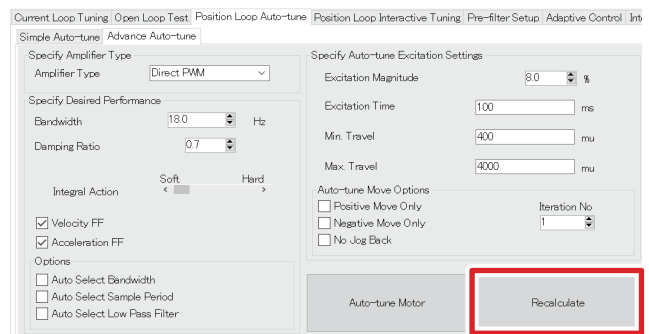 Current Loop Tuning Open Loop Test Position Loop Auto-tune Position Loop Interactive Tuning Pre-filter Setup Adaptive Control
Simple Auto-tune Advance Auto-tune
Specify Amplifier Type
Amplifier Type Direct PWM
Specify Desired Performance
Bandwidth 18.0 Hz
Damping Ratio 0.7
Soft Hard
Integral Action < >
Velocity FF
Acceleration FF
Options
Auto Select Bandwidth
Auto Select Sample Period
Auto Select Low Pass Filter
Specify Auto-tune Excitation Settings
Excitation Magnitude 8.0 %
Excitation Time 100 ms
Min. Travel 400 mu
Max. Travel 4000 mu
Auto-tune Move Options
Positive Move Only
Negative Move Only
No Jog Back
Iteration No
1
Auto-tune Motor
Recalculate